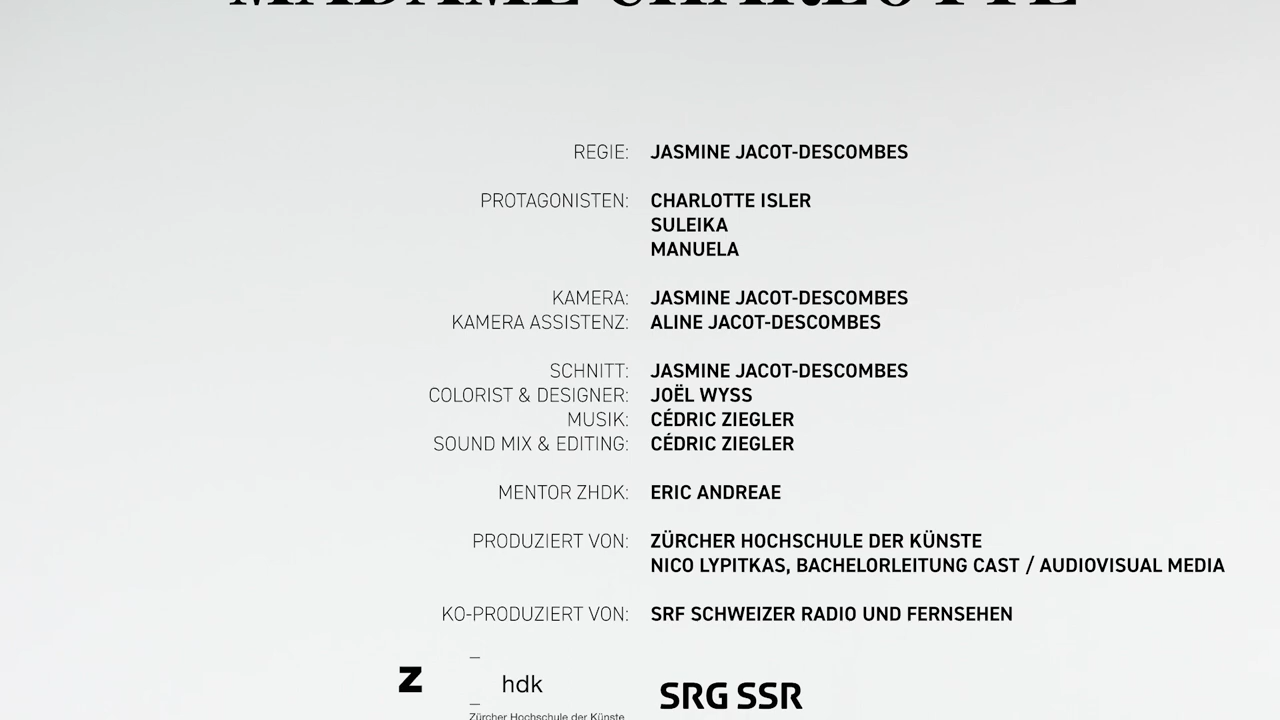 MADAME CHARLOTTE
REGIE: JASMINE JACOT-DESCOMBES
PROTAGONISTEN: CHARLOTTE ISLER
SULEIKA
MANUELA
KAMERA: JASMINE JACOT-DESCOMBES
KAMERA ASSISTENZ: ALINE JACOT-DESCOMBES
SCHNITT: JASMINE JACOT-DESCOMBES
COLORIST & DESIGNER: JOËL WYSS
MUSIK: CÉDRIC ZIEGLER
SOUND MIX & EDITING: CÉDRIC ZIEGLER
MENTOR ZHDK: ERIC ANDREAE
PRODUZIERT VON: ZÜRCHER HOCHSCHULE DER KÜNSTE
NICO LYPITKAS, BACHELORLEITUNG CAST / AUDIOVISUAL MEDIA
KO-PRODUZIERT VON: SRF SCHWEIZER RADIO UND FERNSEHEN
Z hdk SRG SSR
Zürcher Hochschule der Künste